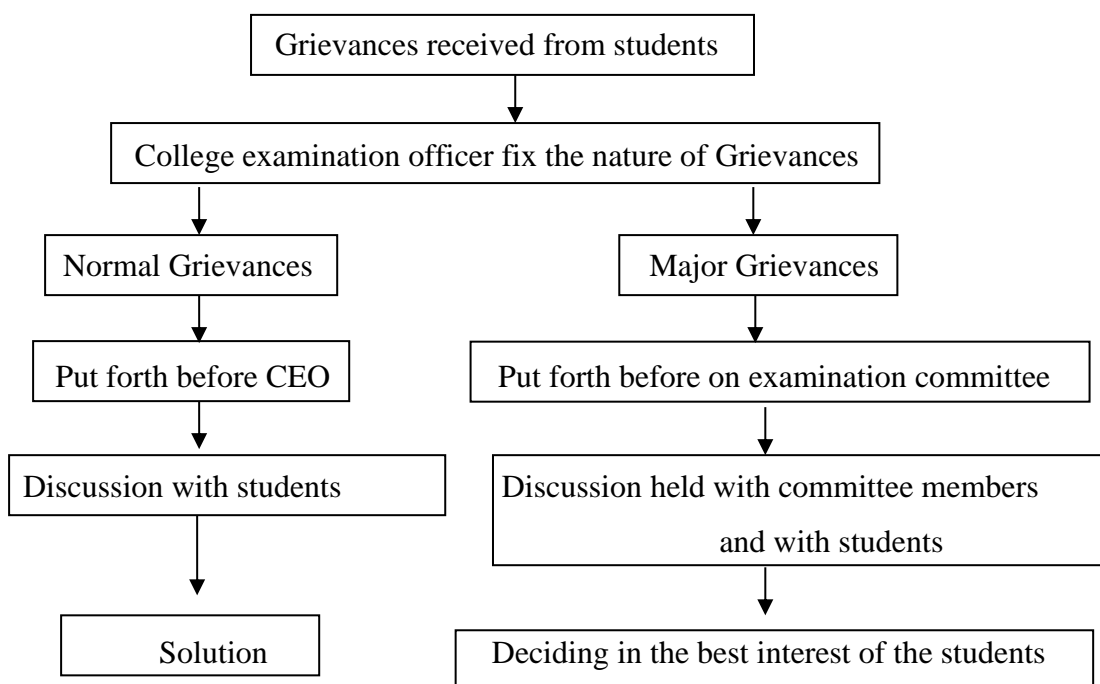 Grievances received from students
College examination officer fix the nature of Grievances
Normal Grievances
Major Grievances
Put forth before CEO
Put forth before on examination committee
Discussion with students
Discussion held with committee members
and with students
Solution
Deciding in the best interest of the students